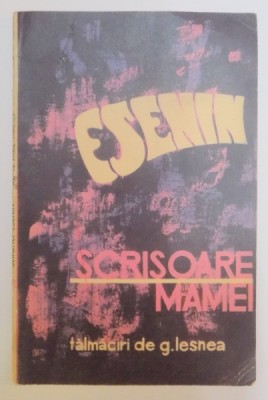 ESENIN
SCRISOARE
MAMEI
tălmăciri de g.lesnea